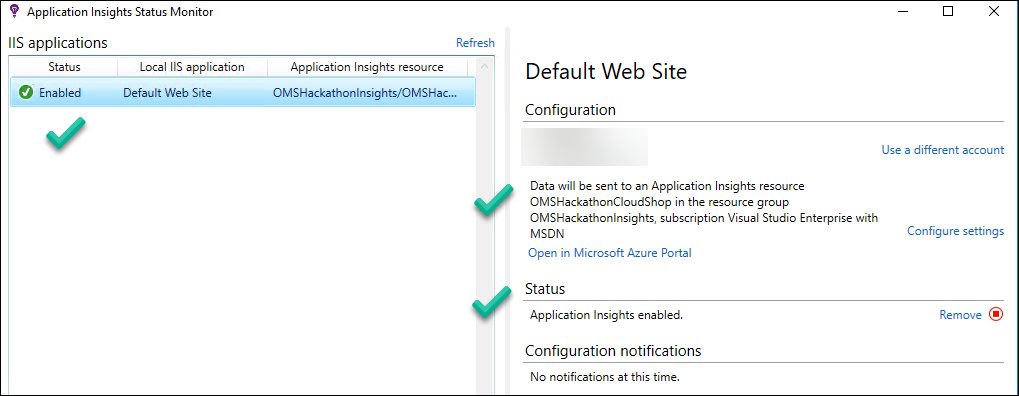 Application Insights Status Monitor
IIS applications
Refresh
Status Local IIS application Application Insights resource
Enabled Default Web Site OMSHackathonInsights/OMSHac...
Default Web Site
Configuration
Use a different account
Data will be sent to an Application Insights resource
OMSHackathonCloudShop in the resource group
OMSHackathonInsights, subscription Visual Studio Enterprise with
MSDN
Configure settings
Open in Microsoft Azure Portal
Status
Application Insights enabled.
Remove
Configuration notifications
No notifications at this time.